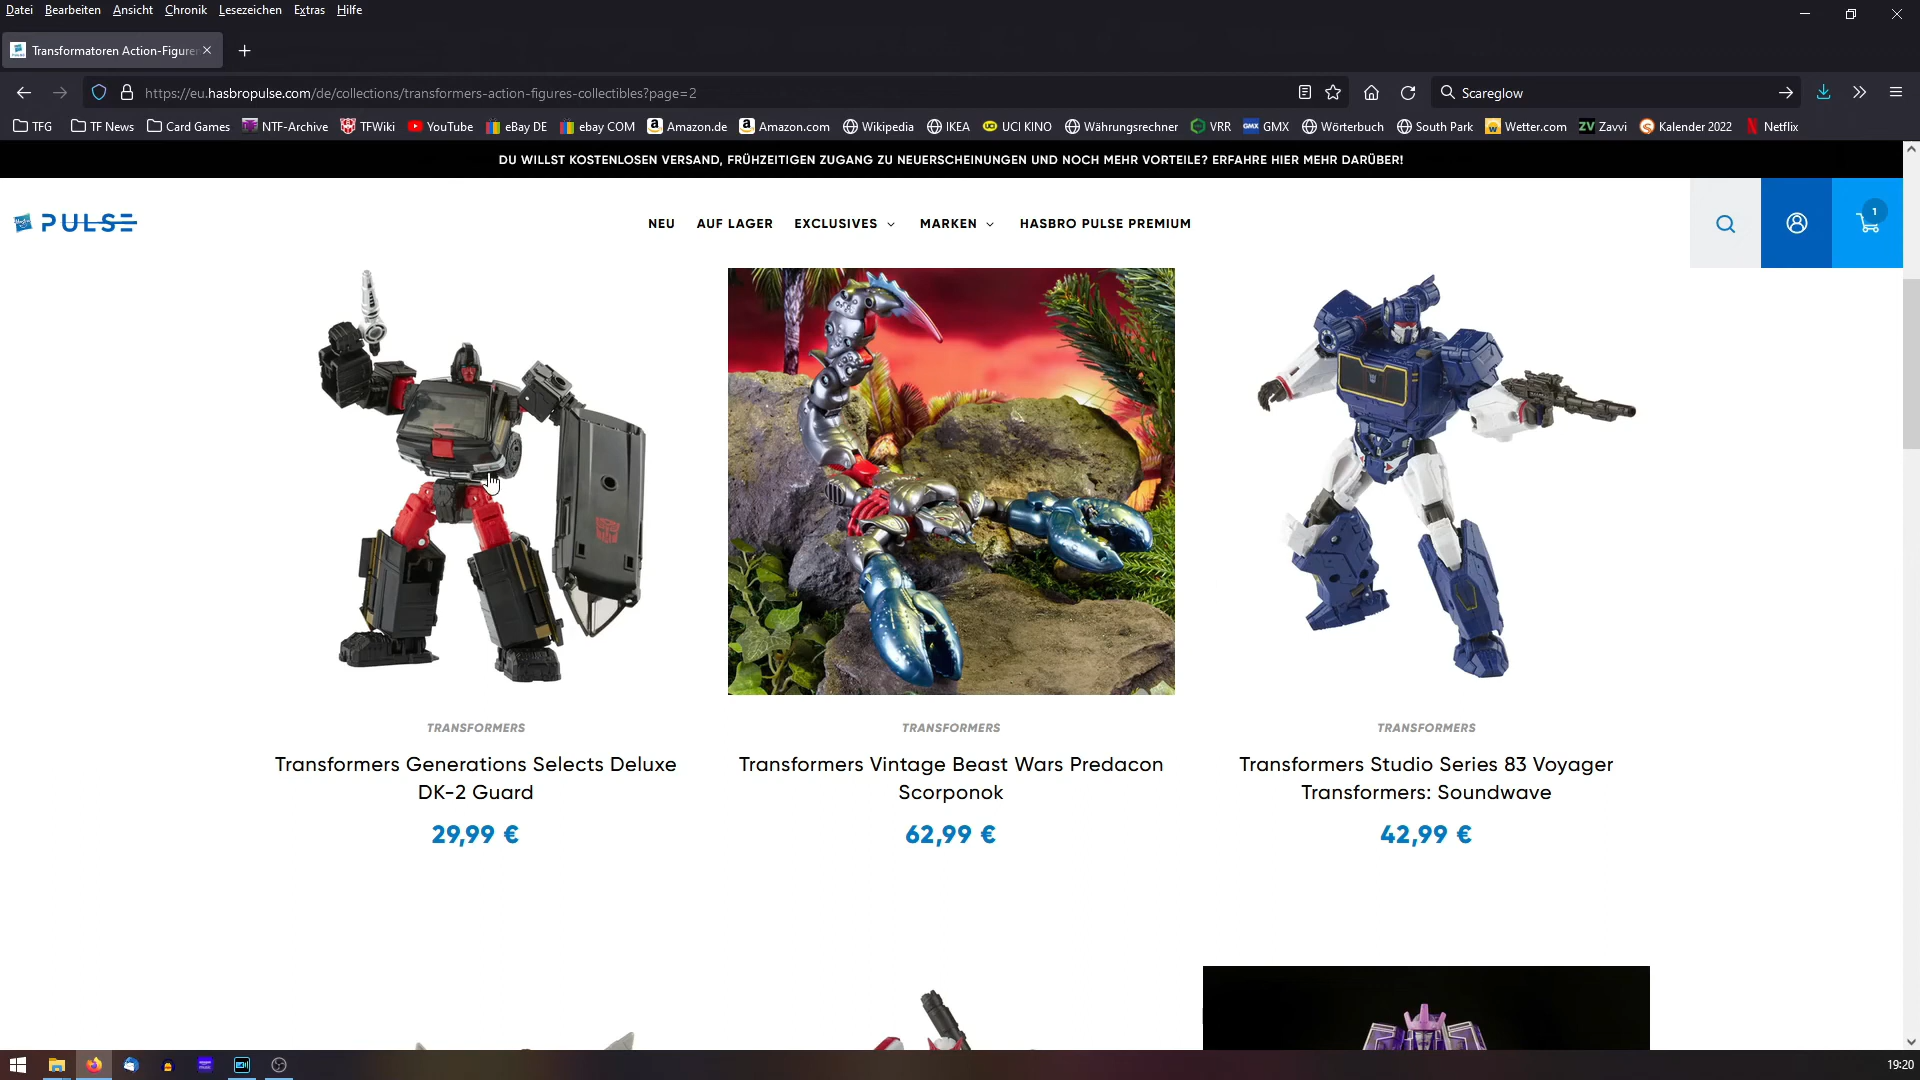 Datei Bearbeiten Ansicht Chronik Lesezeichen Extras Hilfe
Transformatoren Action-Figure
https://eu.hasbropulse.com/de/collections/transformers-action-figures-collectibles?page=2
Scareglow
TFG TF News Card Games NTF-Archive TFWiki YouTube eBay DE ebay COM Amazon.de Amazon.com Wikipedia IKEA UCI KINO Währungsrechner VRR GMX Wörterbuch South Park Wetter.com Zavvi Kalender 2022 Netflix
DU WILLST KOSTENLOSEN VERSAND, FRÜHZEITIGEN ZUGANG ZU NEUERSCHEINUNGEN UND NOCH MEHR VORTEILE? ERFAHRE HIER MEHR DARÜBER!
PULSE
NEU AUF LAGER EXCLUSIVES MARKEN HASBRO PULSE PREMIUM
1
TRANSFORMERS
Transformers Generations Selects Deluxe
DK-2 Guard
29,99 €
TRANSFORMERS
Transformers Vintage Beast Wars Predacon
Scorponok
62,99 €
TRANSFORMERS
Transformers Studio Series 83 Voyager
Transformers: Soundwave
42,99 €
19:20